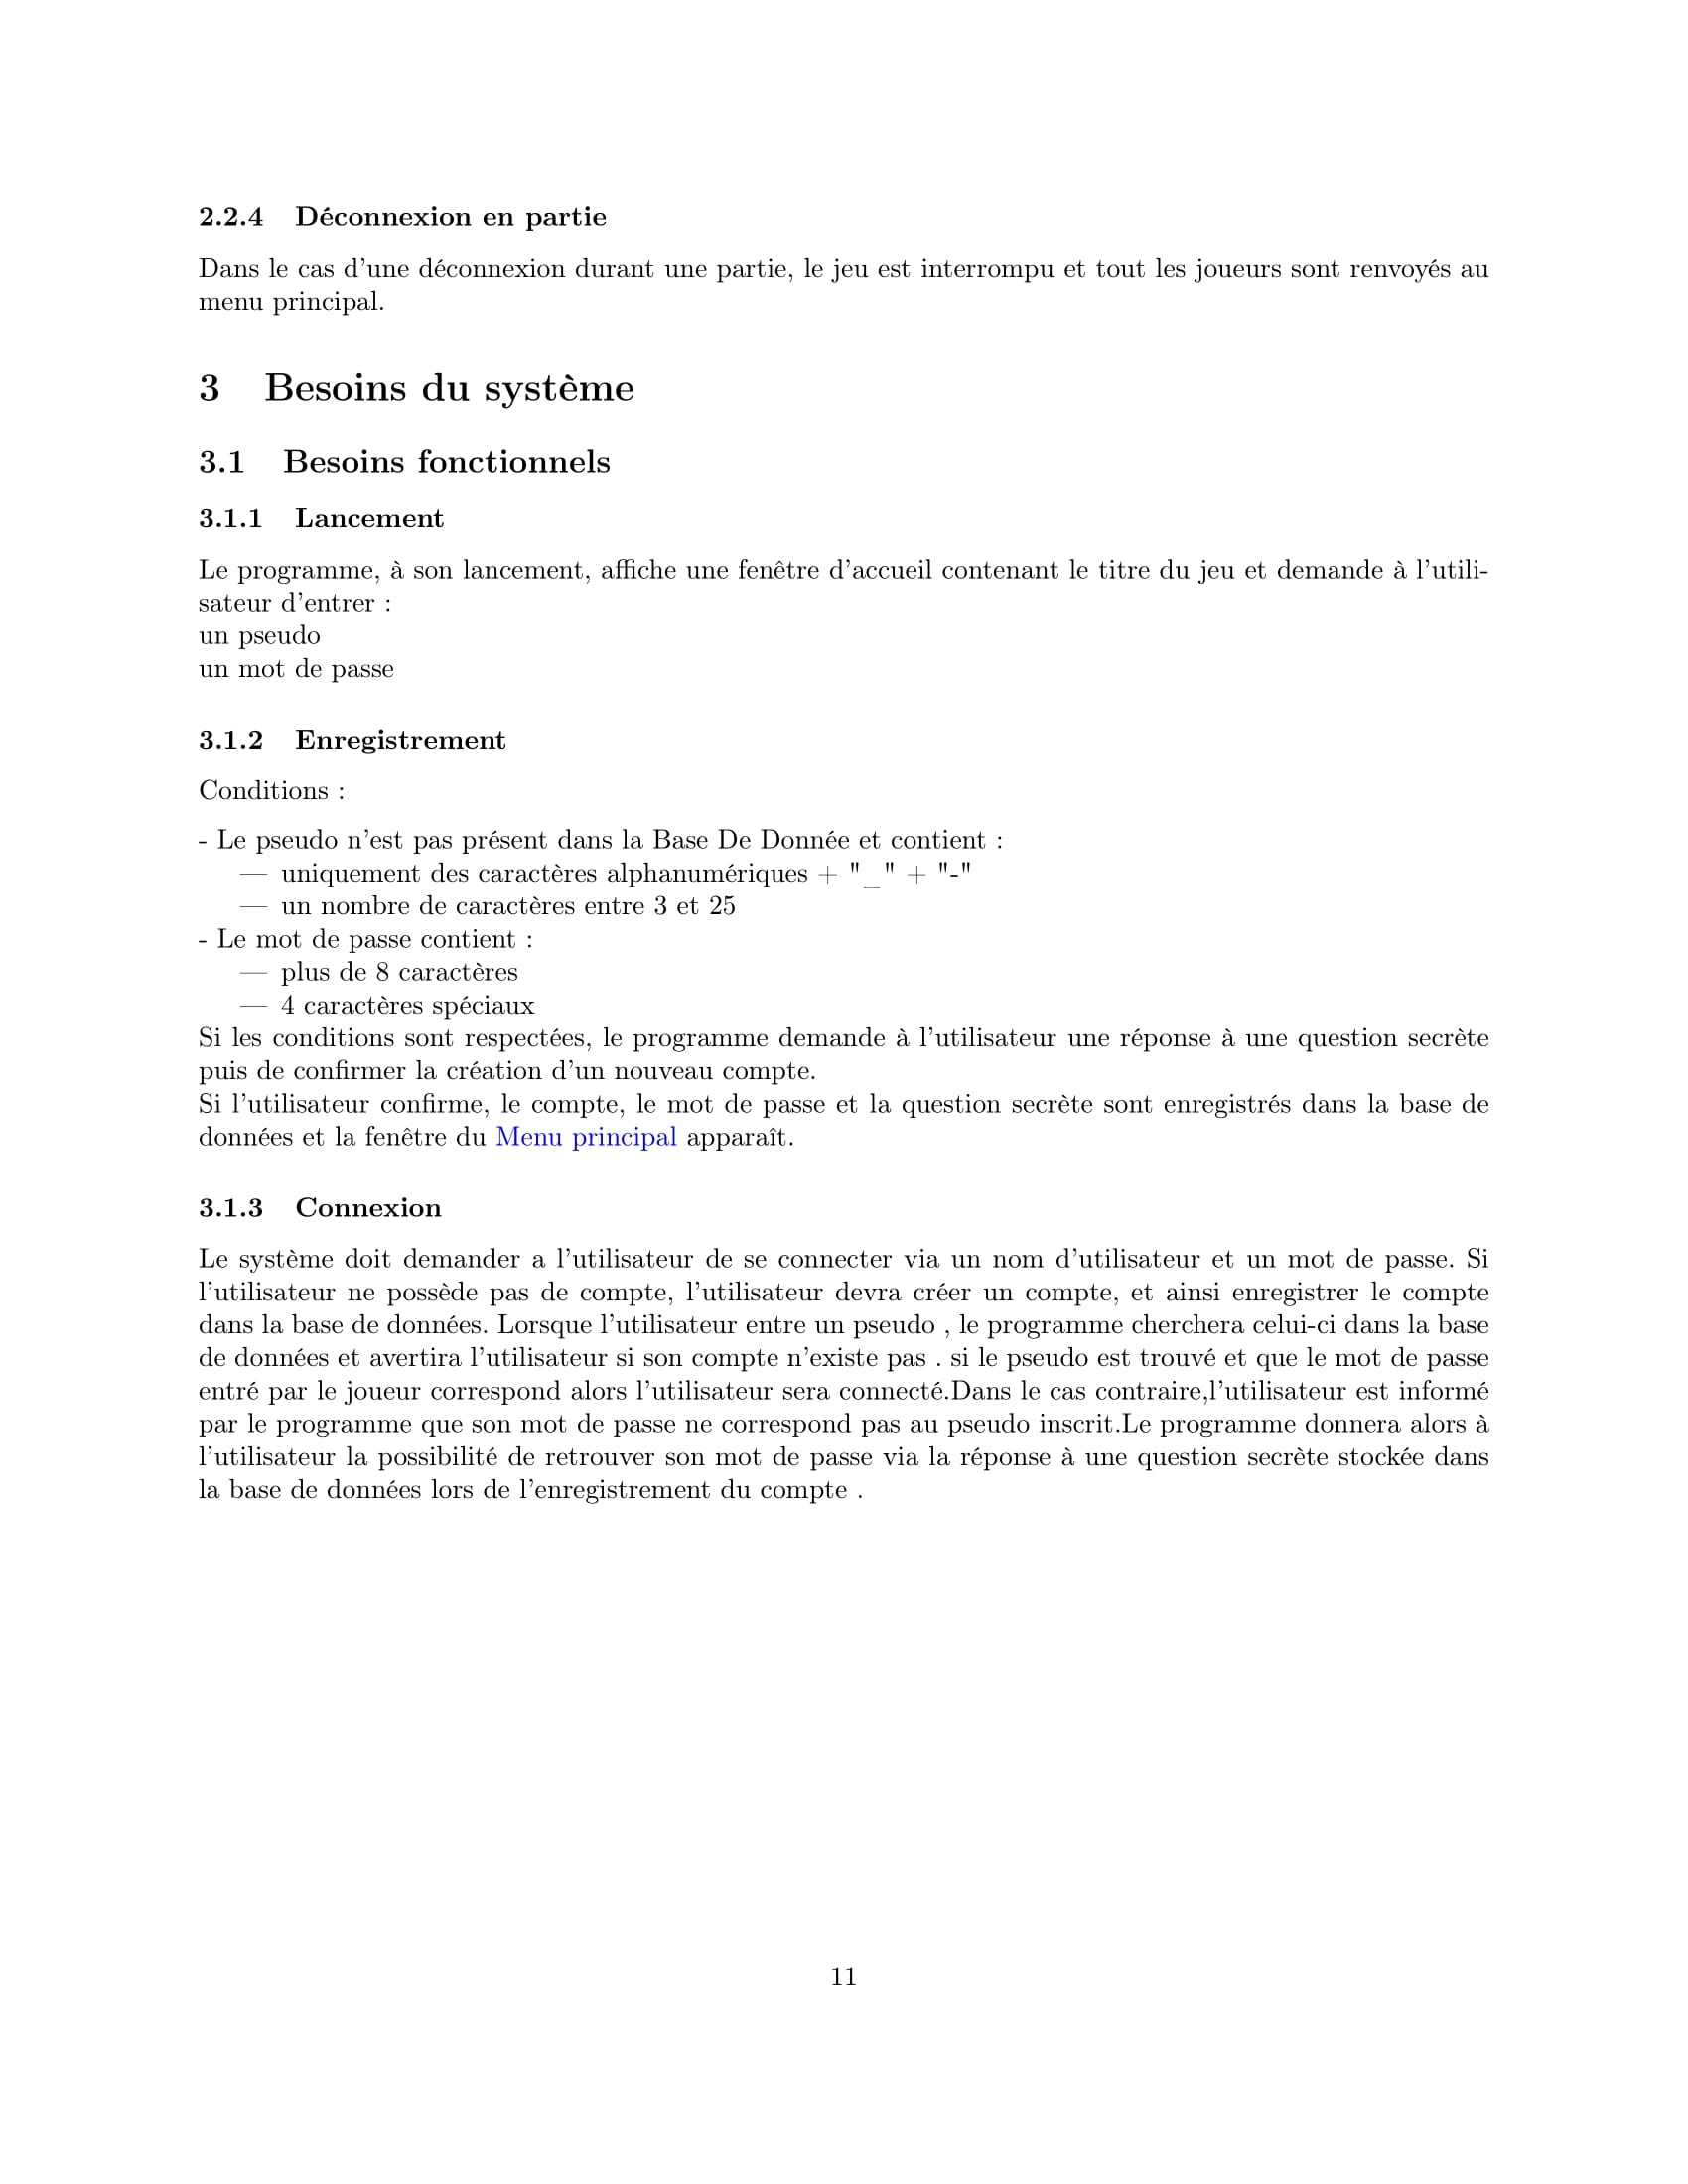 2.2.4 Déconnexion en partie
Dans le cas d'une déconnexion durant une partie, le jeu est interrompu et tout les joueurs sont renvoyés au
menu principal.
3 Besoins du système
3.1 Besoins fonctionnels
3.1.1 Lancement
Le programme, à son lancement, affiche une fenêtre d'accueil contenant le titre du jeu et demande à l'utili-
sateur d'entrer :
un pseudo
un mot de passe
3.1.2 Enregistrement
Conditions :
- Le pseudo n'est pas présent dans la Base De Donnée et contient :
— uniquement des caractères alphanumériques + "_" + "-"
— un nombre de caractères entre 3 et 25
- Le mot de passe contient :
— plus de 8 caractères
— 4 caractères spéciaux
Si les conditions sont respectées, le programme demande à l'utilisateur une réponse à une question secrète
puis de confirmer la création d'un nouveau compte.
Si l'utilisateur confirme, le compte, le mot de passe et la question secrète sont enregistrés dans la base de
données et la fenêtre du Menu principal apparaît.
3.1.3 Connexion
Le système doit demander a l'utilisateur de se connecter via un nom d'utilisateur et un mot de passe. Si
l'utilisateur ne possède pas de compte, l'utilisateur devra créer un compte, et ainsi enregistrer le compte
dans la base de données. Lorsque l'utilisateur entre un pseudo , le programme cherchera celui-ci dans la base
de données et avertira l'utilisateur si son compte n'existe pas . si le pseudo est trouvé et que le mot de passe
entré par le joueur correspond alors l'utilisateur sera connecté.Dans le cas contraire,l'utilisateur est informé
par le programme que son mot de passe ne correspond pas au pseudo inscrit.Le programme donnera alors à
l'utilisateur la possibilité de retrouver son mot de passe via la réponse à une question secrète stockée dans
la base de données lors de l'enregistrement du compte .
11